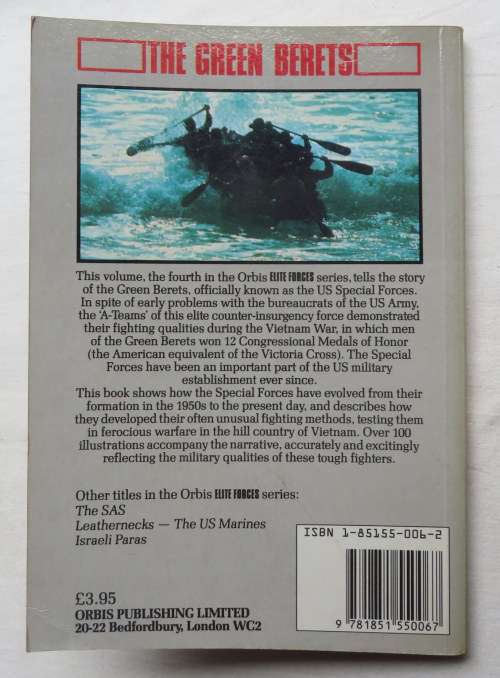 THE GREEN BERETS
This volume, the fourth in the Orbis ELITE FORCES series, tells the story
of the Green Berets, officially known as the US Special Forces.
In spite of early problems with the bureaucrats of the US Army,
the 'A-Teams' of this elite counter-insurgency force demonstrated
their fighting qualities during the Vietnam War, in which men
of the Green Berets won 12 Congressional Medals of Honor
(the American equivalent of the Victoria Cross). The Special
Forces have been an important part of the US military
establishment ever since.
This book shows how the Special Forces have evolved from their
formation in the 1950s to the present day, and describes how
they developed their often unusual fighting methods, testing them
in ferocious warfare in the hill country of Vietnam. Over 100
illustrations accompany the narrative, accurately and excitingly
reflecting the military qualities of these tough fighters.
Other titles in the Orbis ELITE FORCES series:
The SAS
Leathernecks — The US Marines
Israeli Paras
£3.95
ORBIS PUBLISHING LIMITED
20-22 Bedfordbury, London WC2
ISBN 1-85155-006-2
9 781851 550067